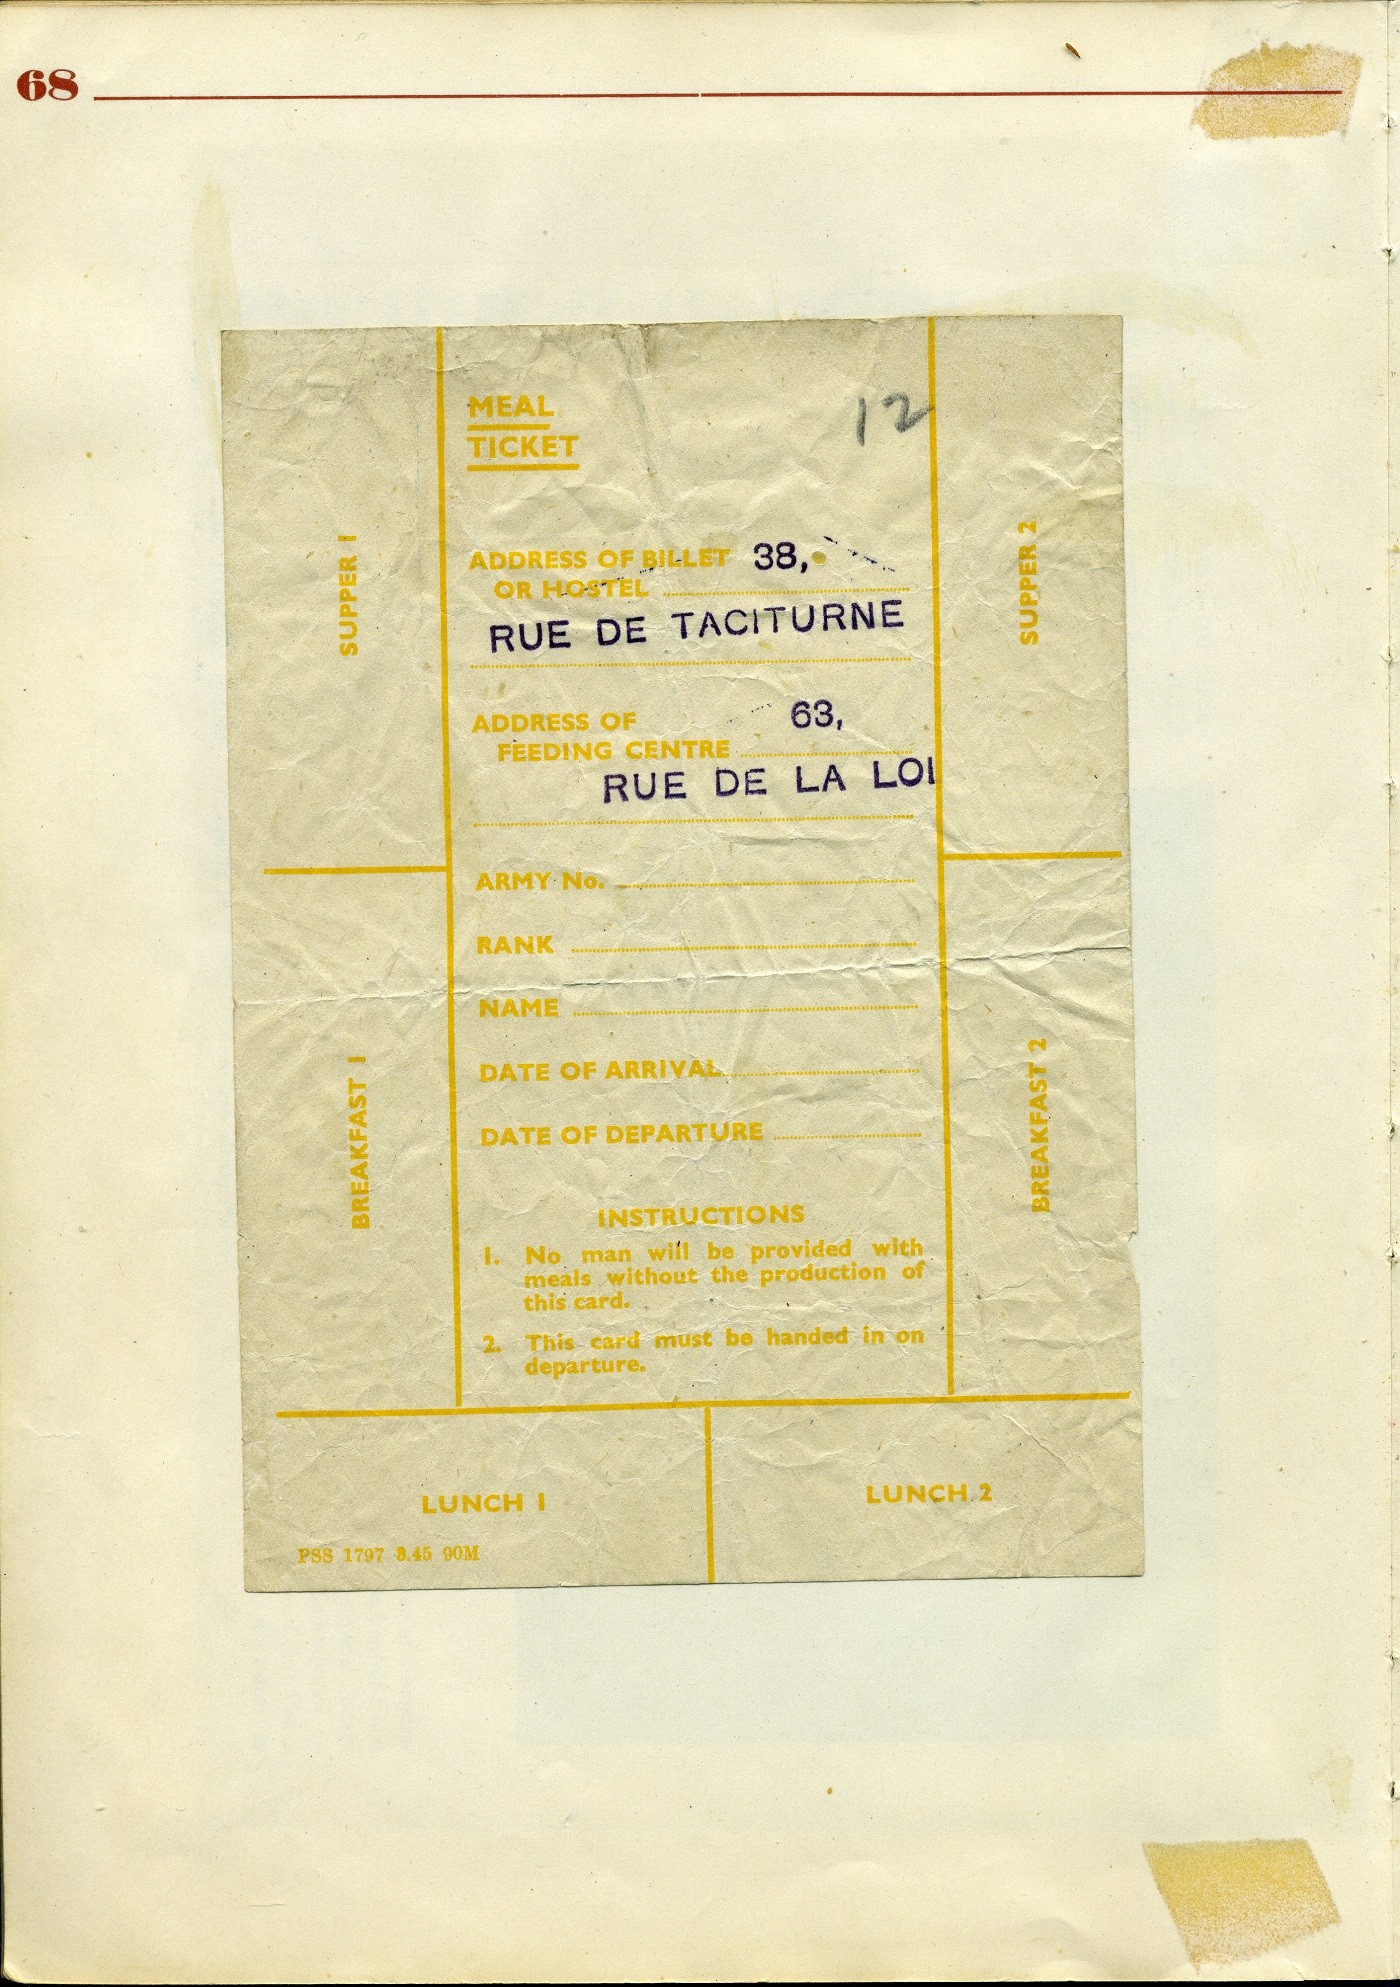 68
MEAL
TICKET
12
SUPPER 1
SUPPER 2
ADDRESS OF BILLET 38,
OR HOSTEL
RUE DE TACITURNE
ADDRESS OF 63,
FEEDING CENTRE
RUE DE LA LOI
ARMY No.
RANK
NAME
DATE OF ARRIVAL
DATE OF DEPARTURE
BREAKFAST 1
BREAKFAST 2
INSTRUCTIONS
1. No man will be provided with
meals without the production of
this card.
2. This card must be handed in on
departure.
LUNCH 1
LUNCH 2
PSS 1797 3.45 90M